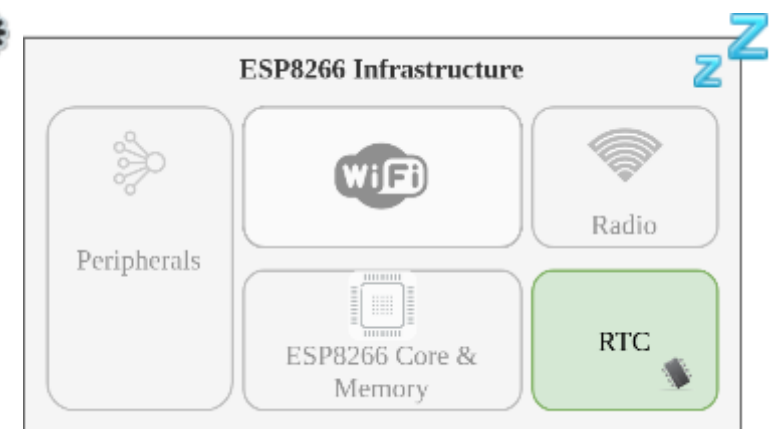 Z
Z
ESP8266 Infrastructure
WiFi
Radio
Peripherals
RTC
ESP8266 Core &
Memory